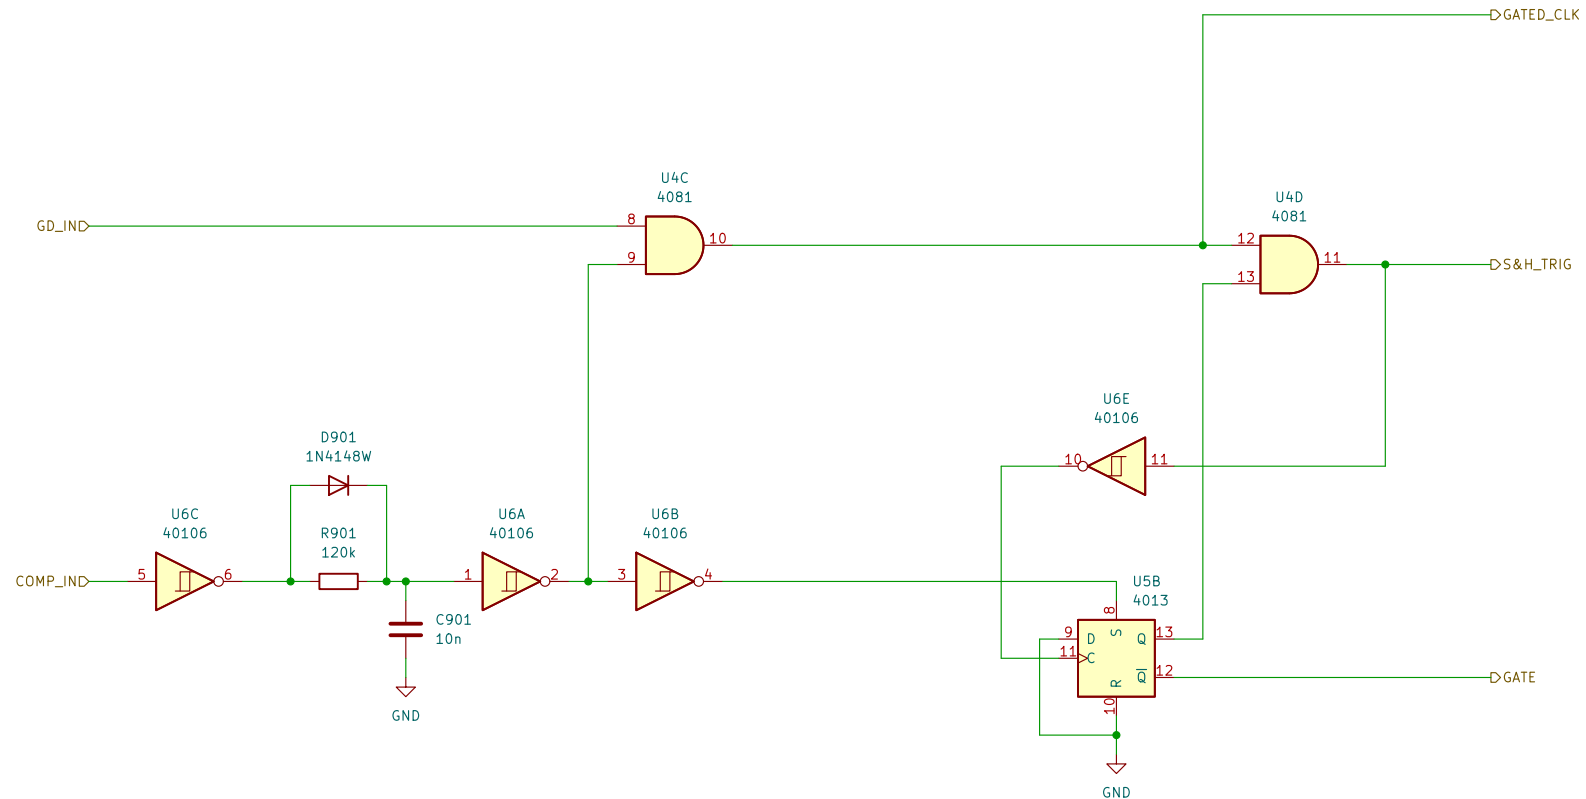 GATED_CLK
U4C
4081
GD_IN
8
9
10
U4D
4081
12
13
11
S&H_TRIG
U6E
40106
10
11
D901
1N4148W
U6C
40106
R901
120k
U6A
40106
U6B
40106
COMP_IN
5
6
1
2
3
4
C901
10n
GND
U5B
4013
8
S
9
D
Q
13
11
C
R
Q
12
GATE
10
GND